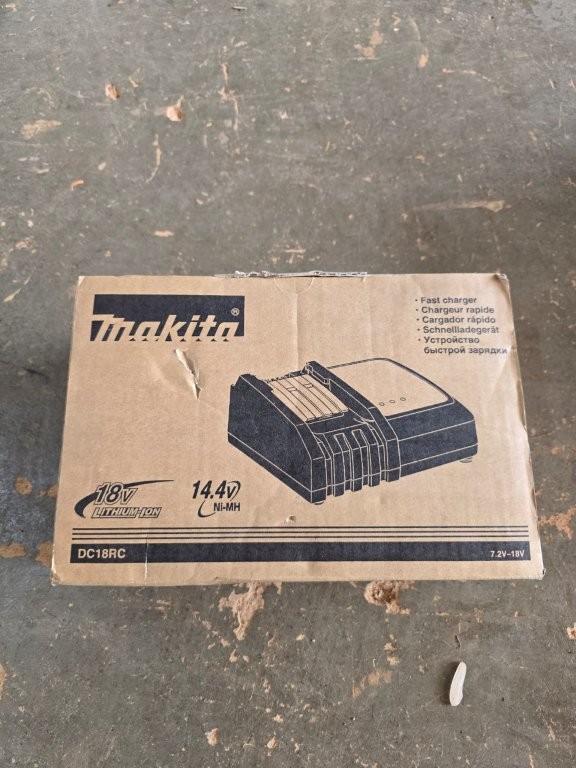 makita®
· Fast charger
· Chargeur rapide
· Cargador rápido
· Schnellladegerät
· Устройство
быстрой зарядки
18V
LITHIUM-ION
14.4V
Ni-MH
DC18RC
7.2V-18V